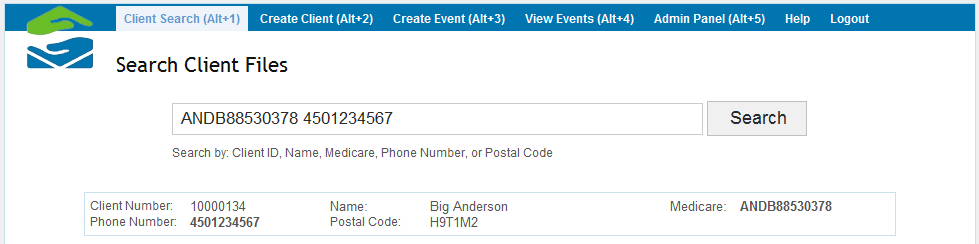 Client Search (Alt+1) Create Client (Alt+2) Create Event (Alt+3) View Events (Alt+4) Admin Panel (Alt+5) Help Logout
Search Client Files
ANDB88530378 4501234567 Search
Search by: Client ID, Name, Medicare, Phone Number, or Postal Code
Client Number: 10000134 Name: Big Anderson Medicare: ANDB88530378
Phone Number: 4501234567 Postal Code: H9T1M2